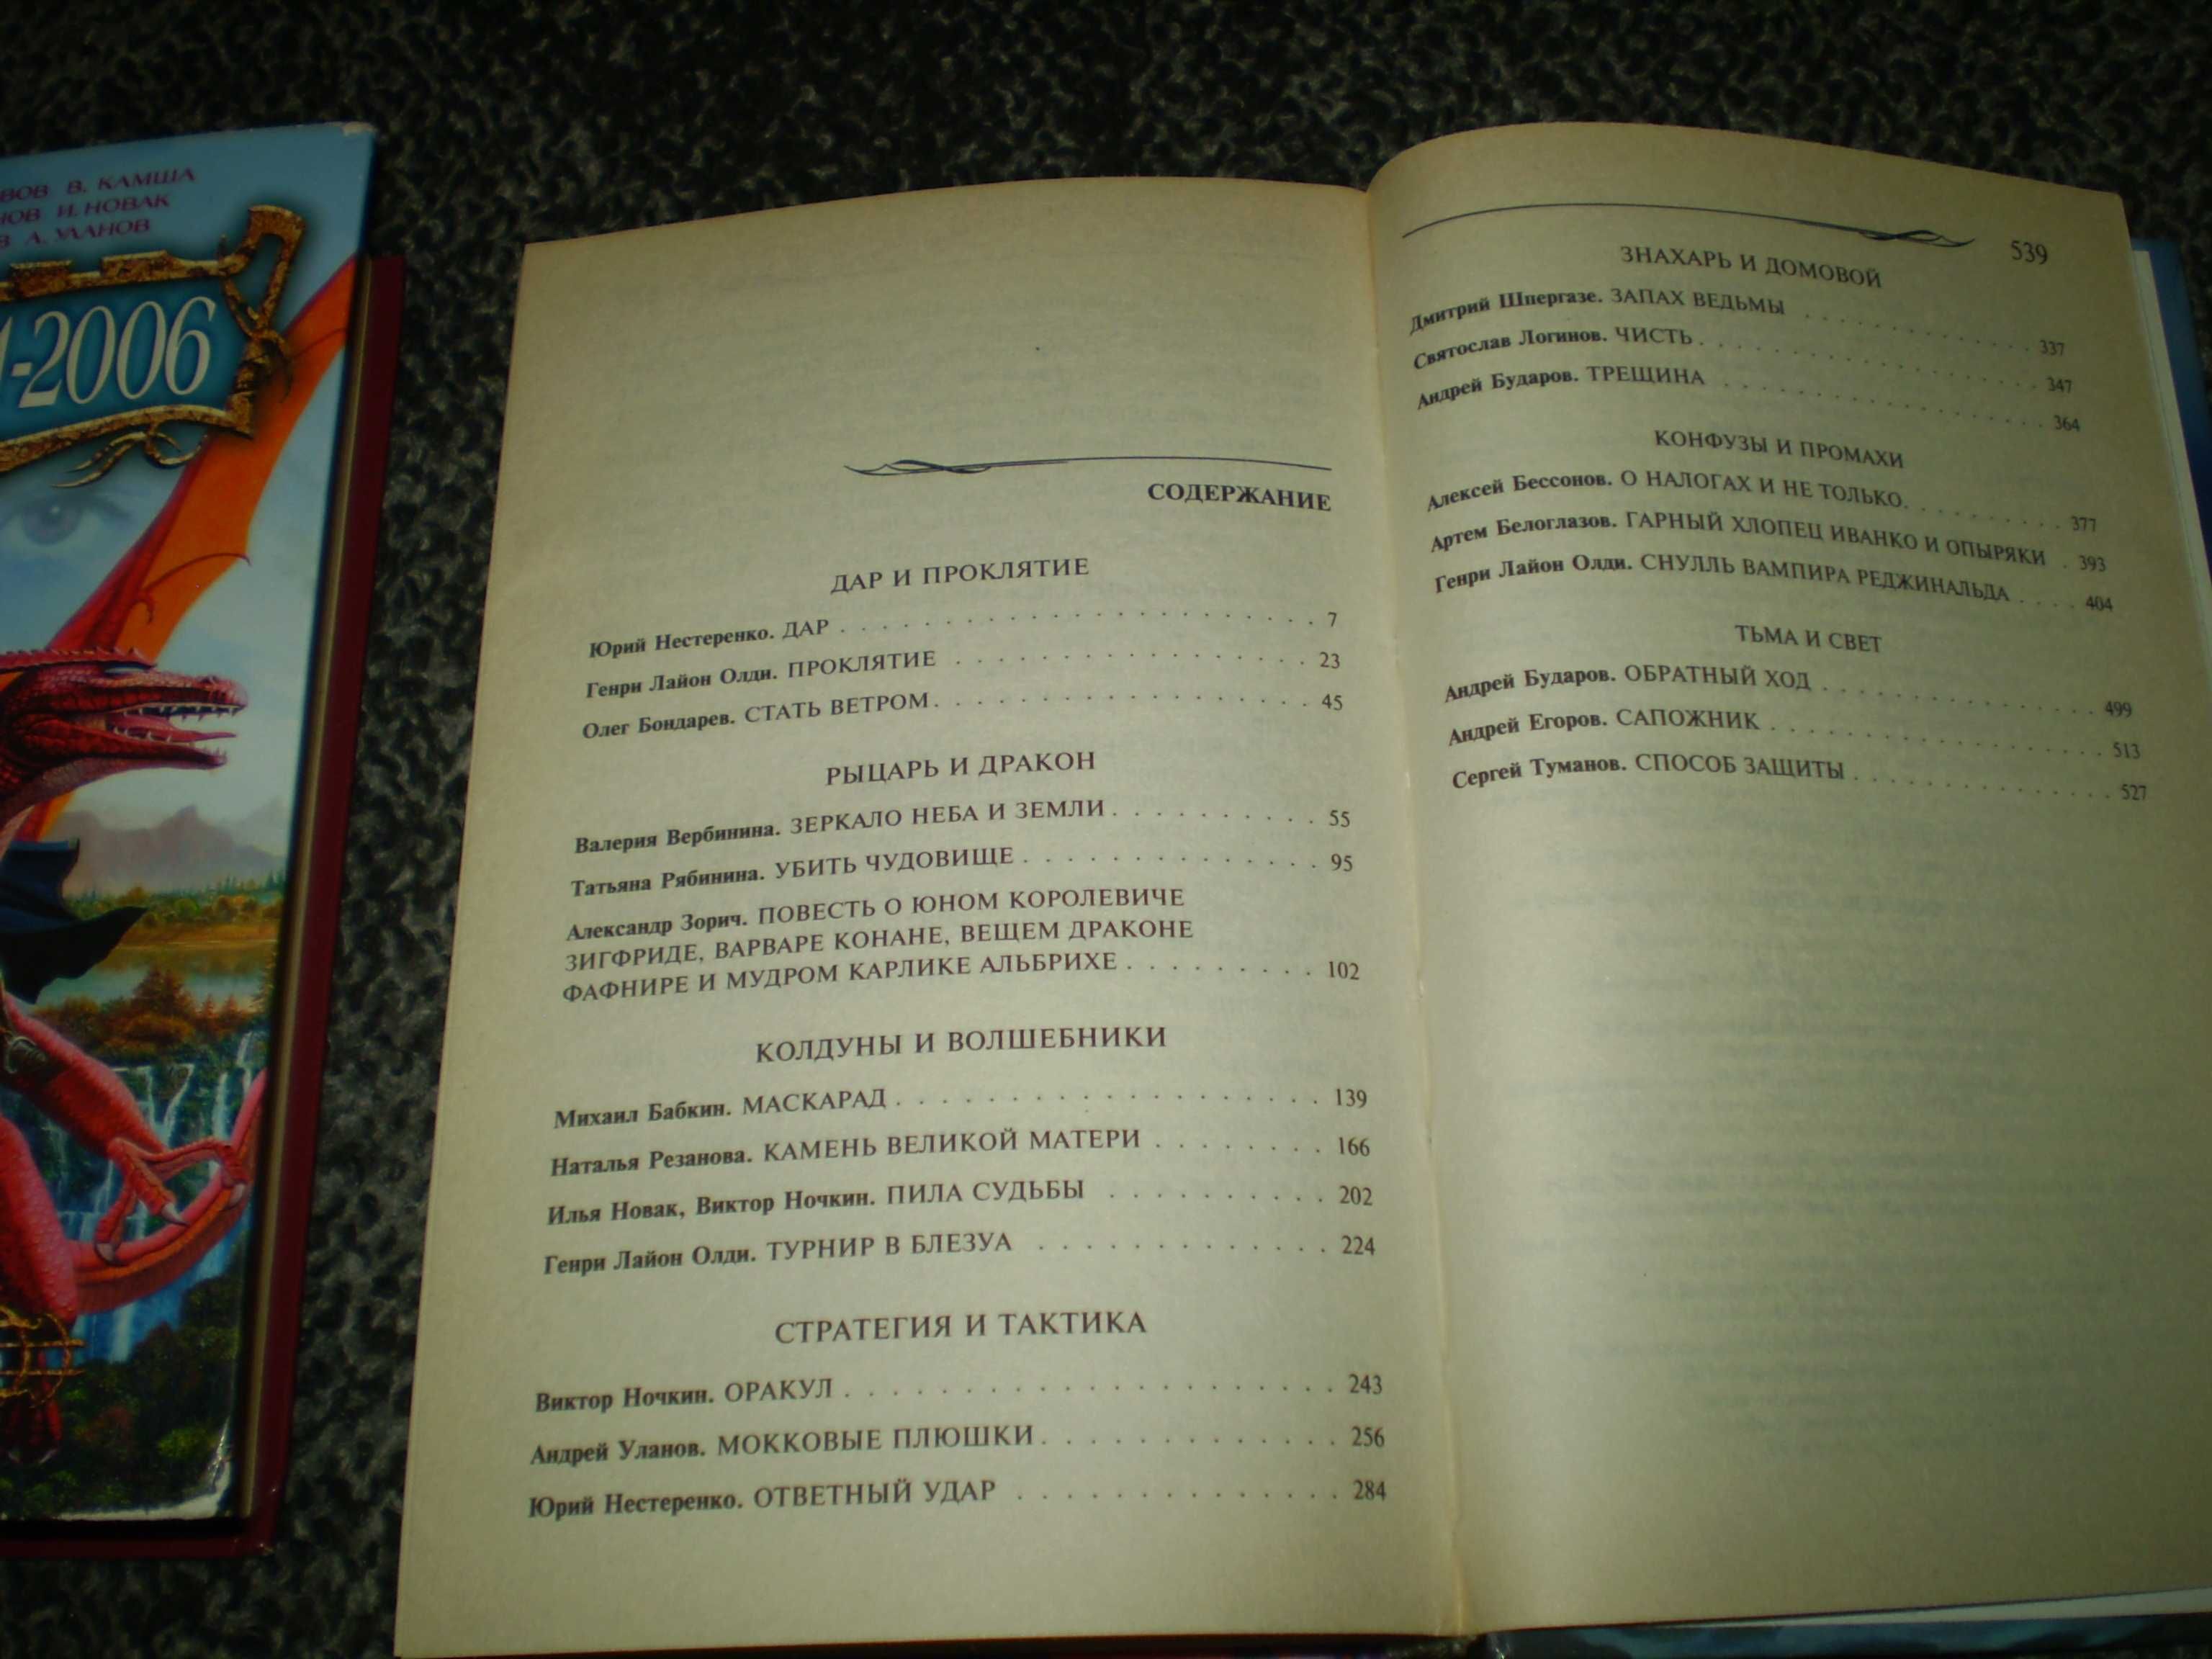 В. КАМША
И. НОВАК
А. УЛАНОВ
-2006
СОДЕРЖАНИЕ
ДАР И ПРОКЛЯТИЕ
Юрий Нестеренко. ДАР . . . . . . . . . . . . . . . . . . . . 7
Генри Лайон Олди. ПРОКЛЯТИЕ . . . . . . . . . . . . . . . 23
Олег Бондарев. СТАТЬ ВЕТРОМ . . . . . . . . . . . . . . . . 45
РЫЦАРЬ И ДРАКОН
Валерия Вербинина. ЗЕРКАЛО НЕБА И ЗЕМЛИ . . . . . . . . . . 55
Татьяна Рябинина. УБИТЬ ЧУДОВИЩЕ . . . . . . . . . . . . . 95
Александр Зорич. ПОВЕСТЬ О ЮНОМ КОРОЛЕВИЧЕ
ЗИГФРИДЕ, ВАРВАРЕ КОНАНЕ, ВЕЩЕМ ДРАКОНЕ
ФАФНИРЕ И МУДРОМ КАРЛИКЕ АЛЬБРИХЕ . . . . . . . . . 102
КОЛДУНЫ И ВОЛШЕБНИКИ
Михаил Бабкин. МАСКАРАД . . . . . . . . . . . . . . . . . . 139
Наталья Резанова. КАМЕНЬ ВЕЛИКОЙ МАТЕРИ . . . . . . . . 166
Илья Новак, Виктор Ночкин. ПИЛА СУДЬБЫ . . . . . . . . . . 202
Генри Лайон Олди. ТУРНИР В БЛЕЗУА . . . . . . . . . . . . . 224
СТРАТЕГИЯ И ТАКТИКА
Виктор Ночкин. ОРАКУЛ . . . . . . . . . . . . . . . . . . . . 243
Андрей Уланов. МОККОВЫЕ ПЛЮШКИ . . . . . . . . . . . . . 256
Юрий Нестеренко. ОТВЕТНЫЙ УДАР . . . . . . . . . . . . . . 284
539
ЗНАХАРЬ И ДОМОВОЙ
Дмитрий Шпергазе. ЗАПАХ ВЕДЬМЫ . . . . . . . . . . . . . 337
Святослав Логинов. ЧИСТЬ . . . . . . . . . . . . . . . . . . 347
Андрей Бударов. ТРЕЩИНА . . . . . . . . . . . . . . . . . . 364
КОНФУЗЫ И ПРОМАХИ
Алексей Бессонов. О НАЛОГАХ И НЕ ТОЛЬКО . . . . . . . . . 377
Артем Белоглазов. ГАРНЫЙ ХЛОПЕЦ ИВАНКО И ОПЫРЯКИ . 393
Генри Лайон Олди. СНУЛЛЬ ВАМПИРА РЕДЖИНАЛЬДА . . . . 404
ТЬМА И СВЕТ
Андрей Бударов. ОБРАТНЫЙ ХОД . . . . . . . . . . . . . . . 499
Андрей Егоров. САПОЖНИК . . . . . . . . . . . . . . . . . . 513
Сергей Туманов. СПОСОБ ЗАЩИТЫ . . . . . . . . . . . . . . 527